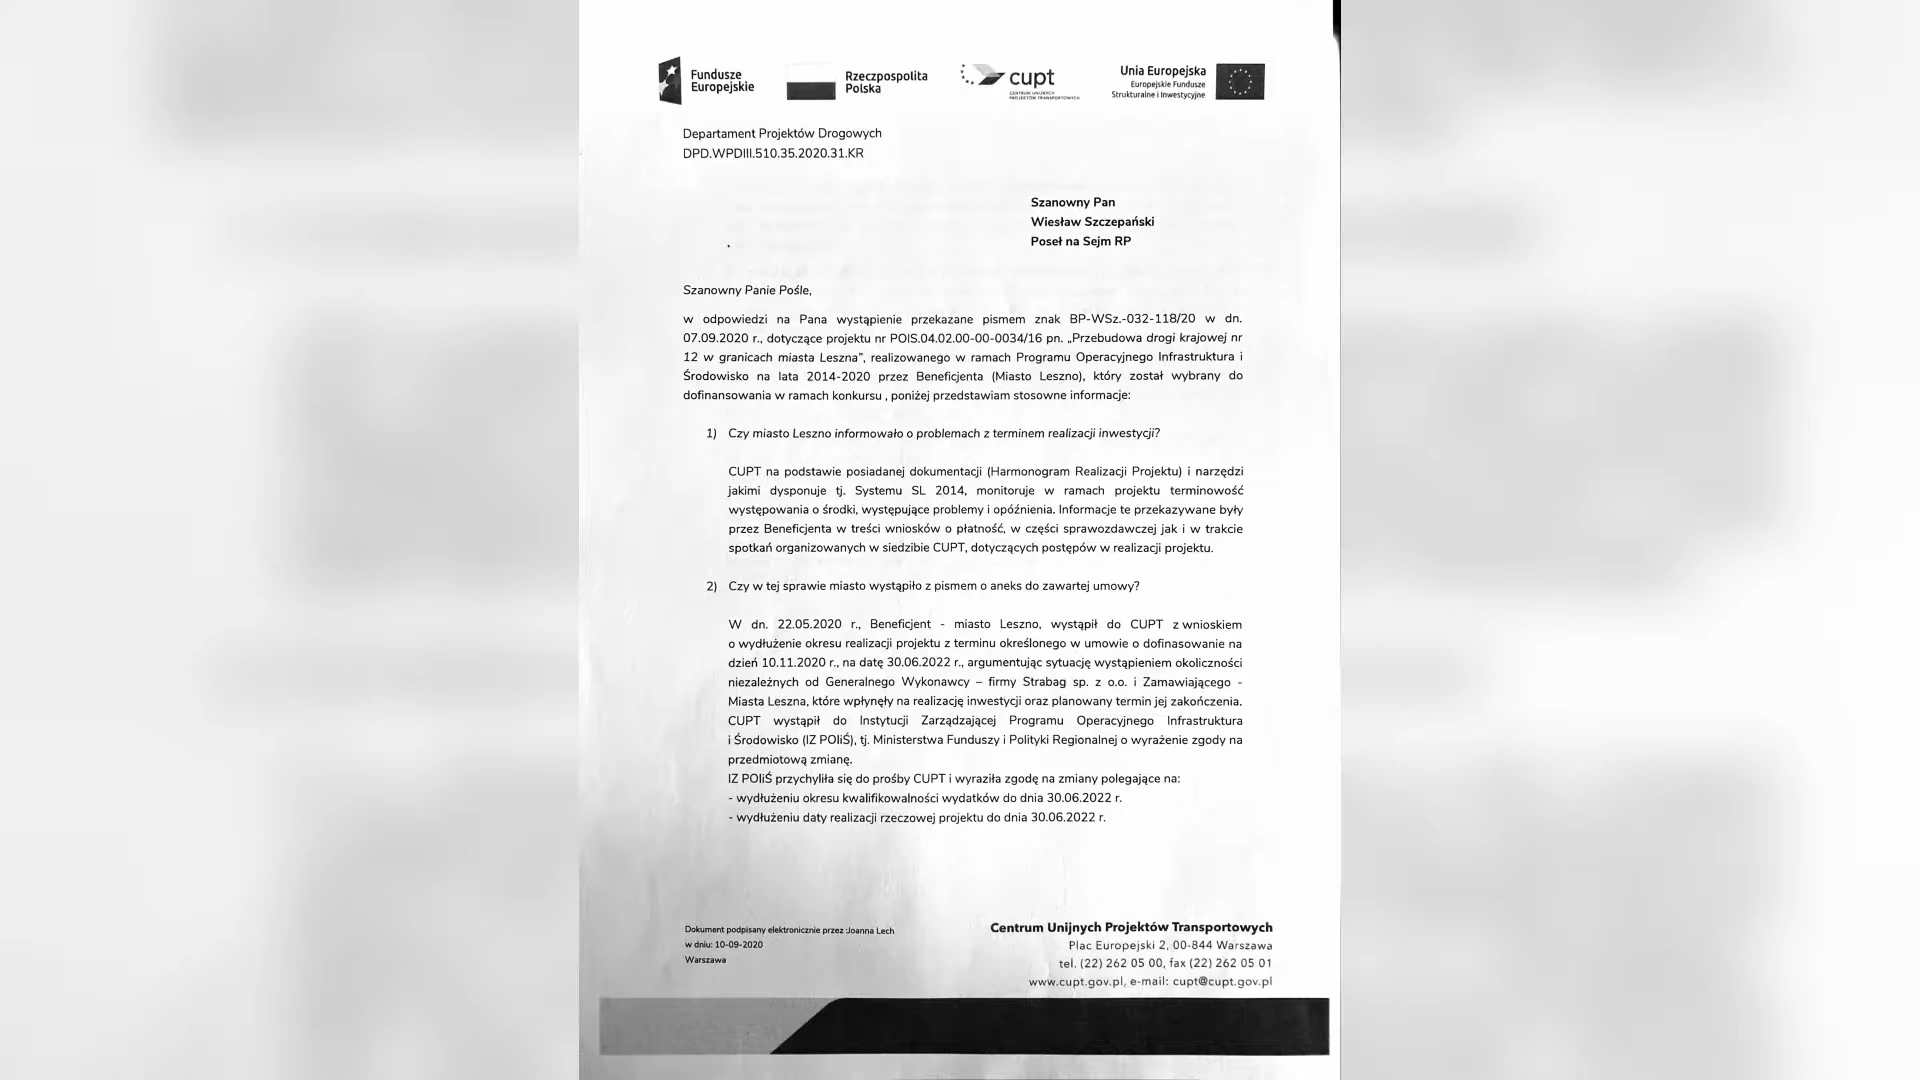 Fundusze
Europejskie
Rzeczpospolita
Polska
cupt
CENTRUM UNIJNYCH
PROJEKTÓW TRANSPORTOWYCH
Unia Europejska
Europejskie Fundusze
Strukturalne i Inwestycyjne
Departament Projektów Drogowych
DPD.WPDIII.510.35.2020.31.KR
Szanowny Pan
Wiesław Szczepański
Poseł na Sejm RP
Szanowny Panie Pośle,
w odpowiedzi na Pana wystąpienie przekazane pismem znak BP-WSz.-032-118/20 w dn.
07.09.2020 r., dotyczące projektu nr POIS.04.02.00-00-0034/16 pn. „Przebudowa drogi krajowej nr
12 w granicach miasta Leszna”, realizowanego w ramach Programu Operacyjnego Infrastruktura i
Środowisko na lata 2014-2020 przez Beneficjenta (Miasto Leszno), który został wybrany do
dofinansowania w ramach konkursu , poniżej przedstawiam stosowne informacje:
1) Czy miasto Leszno informowało o problemach z terminem realizacji inwestycji?
CUPT na podstawie posiadanej dokumentacji (Harmonogram Realizacji Projektu) i narzędzi
jakimi dysponuje tj. Systemu SL 2014, monitoruje w ramach projektu terminowość
występowania o środki, występujące problemy i opóźnienia. Informacje te przekazywane były
przez Beneficjenta w treści wniosków o płatność, w części sprawozdawczej jak i w trakcie
spotkań organizowanych w siedzibie CUPT, dotyczących postępów w realizacji projektu.
2) Czy w tej sprawie miasto wystąpiło z pismem o aneks do zawartej umowy?
W dn. 22.05.2020 r., Beneficjent - miasto Leszno, wystąpił do CUPT z wnioskiem
o wydłużenie okresu realizacji projektu z terminu określonego w umowie o dofinasowanie na
dzień 10.11.2020 r., na datę 30.06.2022 r., argumentując sytuację wystąpieniem okoliczności
niezależnych od Generalnego Wykonawcy – firmy Strabag sp. z o.o. i Zamawiającego -
Miasta Leszna, które wpłynęły na realizację inwestycji oraz planowany termin jej zakończenia.
CUPT wystąpił do Instytucji Zarządzającej Programu Operacyjnego Infrastruktura
i Środowisko (IZ POIiŚ), tj. Ministerstwa Funduszy i Polityki Regionalnej o wyrażenie zgody na
przedmiotową zmianę.
IZ POIiŚ przychyliła się do prośby CUPT i wyraziła zgodę na zmiany polegające na:
- wydłużeniu okresu kwalifikowalności wydatków do dnia 30.06.2022 r.
- wydłużeniu daty realizacji rzeczowej projektu do dnia 30.06.2022 r.
Dokument podpisany elektronicznie przez :Joanna Lech
w dniu: 10-09-2020
Warszawa
Centrum Unijnych Projektów Transportowych
Plac Europejski 2, 00-844 Warszawa
tel. (22) 262 05 00, fax (22) 262 05 01
www.cupt.gov.pl, e-mail: cupt@cupt.gov.pl